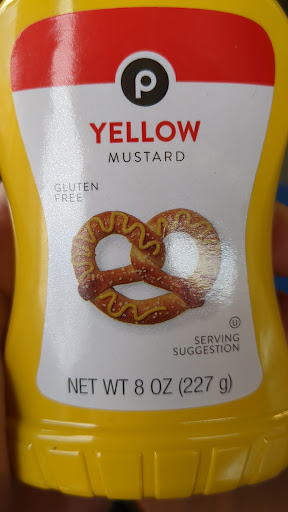 P
YELLOW
MUSTARD
GLUTEN
FREE
U
SERVING
SUGGESTION
NET WT 8 OZ (227 g)